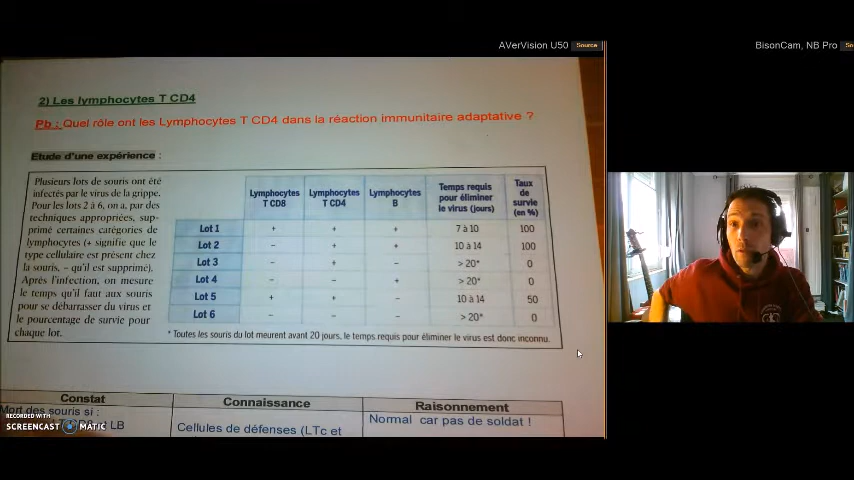 AVerVision U50 Source
BisonCam, NB Pro So
2) Les lymphocytes T CD4
Pb : Quel rôle ont les Lymphocytes T CD4 dans la réaction immunitaire adaptative ?
Etude d'une expérience :
Plusieurs lots de souris ont été
infectés par le virus de la grippe.
Pour les lots 2 à 6, on a, par des
techniques appropriées, sup-
primé certaines catégories de
lymphocytes (+ signifie que le
type cellulaire est présent chez
la souris, – qu'il est supprimé).
Après l'infection, on mesure
le temps qu'il faut aux souris
pour se débarrasser du virus et
le pourcentage de survie pour
chaque lot.
Lymphocytes T CD8 Lymphocytes T CD4 Lymphocytes B Temps requis pour éliminer le virus (jours) Taux de survie (en %)
Lot 1 + + + 7 à 10 100
Lot 2 – + + 10 à 14 100
Lot 3 – + – > 20* 0
Lot 4 – – + > 20* 0
Lot 5 + + – 10 à 14 50
Lot 6 – – – > 20* 0
* Toutes les souris du lot meurent avant 20 jours, le temps requis pour éliminer le virus est donc inconnu.
Constat Connaissance Raisonnement
Mort des souris si :
LB
Cellules de défenses (LTc et
Normal car pas de soldat !
RECORDED WITH
SCREENCAST MATIC